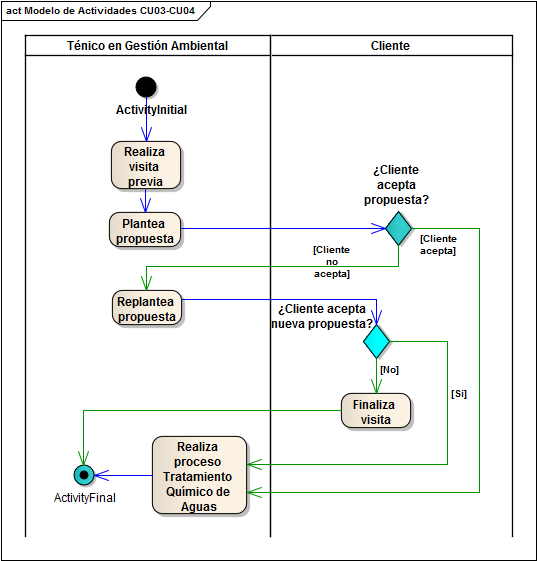 act Modelo de Actividades CU03-CU04
Ténico en Gestión Ambiental
Cliente
ActivityInitial
Realiza
visita
previa
¿Cliente
acepta
propuesta?
Plantea
propuesta
[Cliente
acepta]
[Cliente
no
acepta]
Replantea
propuesta
¿Cliente acepta
nueva propuesta?
[No]
[Si]
Finaliza
visita
Realiza
proceso
Tratamiento
Químico de
Aguas
ActivityFinal